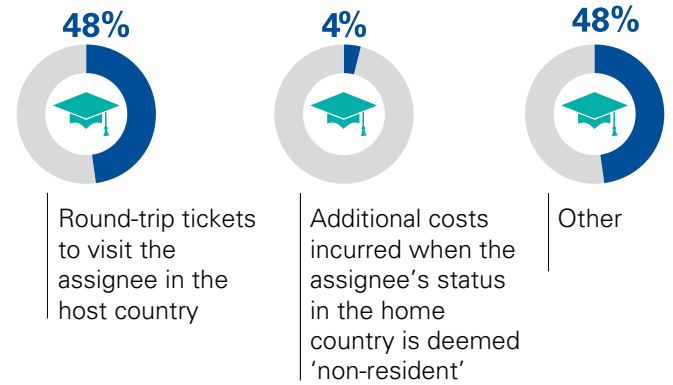 48%
4%
48%
Round-trip tickets
to visit the
assignee in the
host country
Additional costs
incurred when the
assignee's status
in the home
country is deemed
‘non-resident’
Other